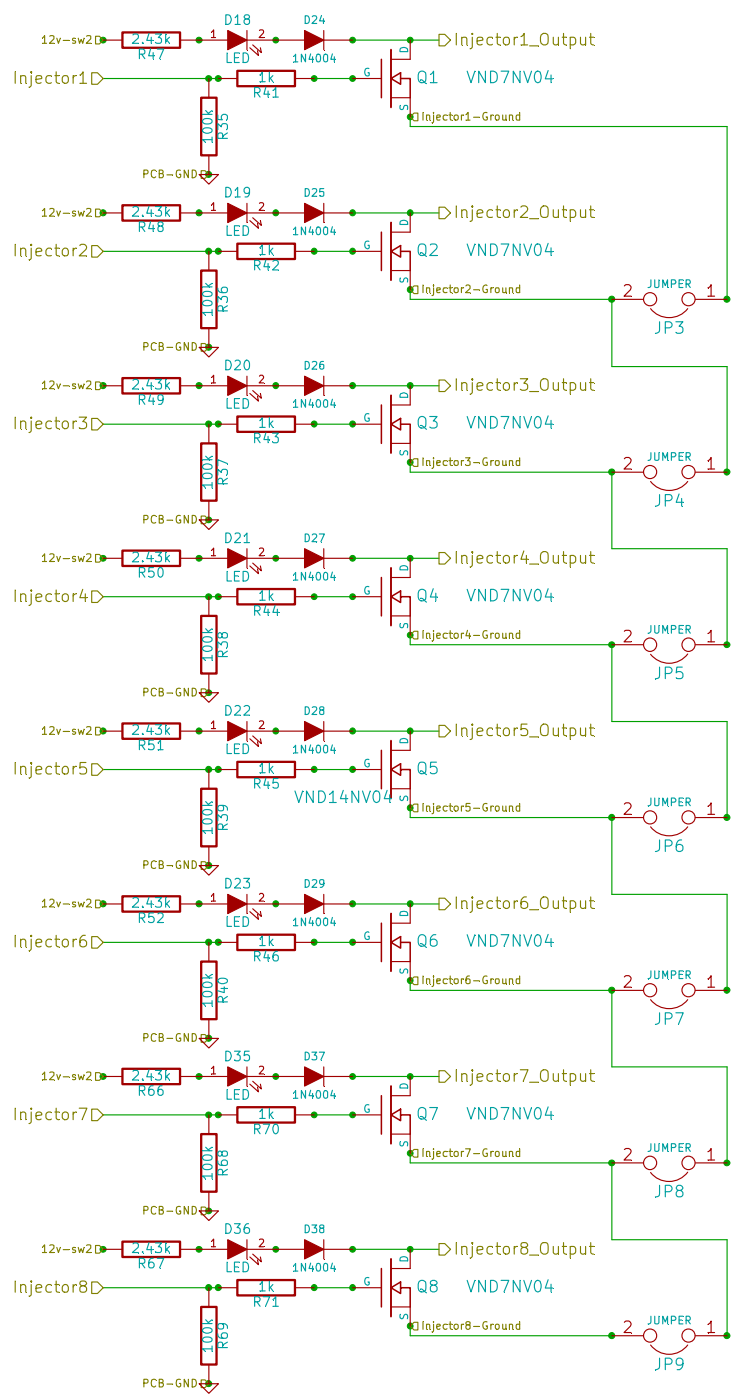 D18 D24
12v-sw2 2.43k 1 2 Injector1_Output
R47 LED 1N4004 D
Injector1 1k G Q1 VND7NV04
R41 S
100k R35 Injector1-Ground
PCB-GND
D19 D25
12v-sw2 2.43k 1 2 Injector2_Output
R48 LED 1N4004 D
Injector2 1k G Q2 VND7NV04
R42 S
100k R36 Injector2-Ground 2 JUMPER 1
JP3
PCB-GND
D20 D26
12v-sw2 2.43k 1 2 Injector3_Output
R49 LED 1N4004 D
Injector3 1k G Q3 VND7NV04
R43 S
100k R37 Injector3-Ground 2 JUMPER 1
JP4
PCB-GND
D21 D27
12v-sw2 2.43k 1 2 Injector4_Output
R50 LED 1N4004 D
Injector4 1k G Q4 VND7NV04
R44 S
100k R38 Injector4-Ground 2 JUMPER 1
JP5
PCB-GND
D22 D28
12v-sw2 2.43k 1 2 Injector5_Output
R51 LED 1N4004 D
Injector5 1k G Q5
R45 VND14NV04 S
100k R39 Injector5-Ground 2 JUMPER 1
JP6
PCB-GND
D23 D29
12v-sw2 2.43k 1 2 Injector6_Output
R52 LED 1N4004 D
Injector6 1k G Q6 VND7NV04
R46 S
100k R40 Injector6-Ground 2 JUMPER 1
JP7
PCB-GND
D35 D37
12v-sw2 2.43k 1 2 Injector7_Output
R66 LED 1N4004 D
Injector7 1k G Q7 VND7NV04
R70 S
100k R68 Injector7-Ground 2 JUMPER 1
JP8
PCB-GND
D36 D38
12v-sw2 2.43k 1 2 Injector8_Output
R67 LED 1N4004 D
Injector8 1k G Q8 VND7NV04
R71 S
100k R69 Injector8-Ground 2 JUMPER 1
JP9
PCB-GND